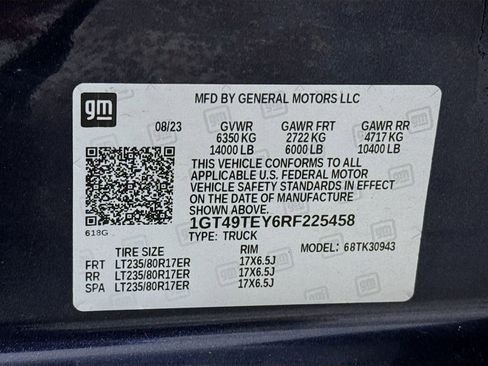 gm
MFD BY GENERAL MOTORS LLC
08/23 GVWR GAWR FRT GAWR RR
6350 KG 2722 KG 4717 KG
14000 LB 6000 LB 10400 LB
THIS VEHICLE CONFORMS TO ALL
APPLICABLE U.S. FEDERAL MOTOR
VEHICLE SAFETY STANDARDS IN EFFECT
ON THE DATE OF MANUFACTURE
SHOWN ABOVE.
618G
1GT49TEY6RF225458
TYPE: TRUCK
TIRE SIZE RIM MODEL: 68TK30943
FRT LT235/80R17ER 17X6.5J
RR LT235/80R17ER 17X6.5J
SPA LT235/80R17ER 17X6.5J